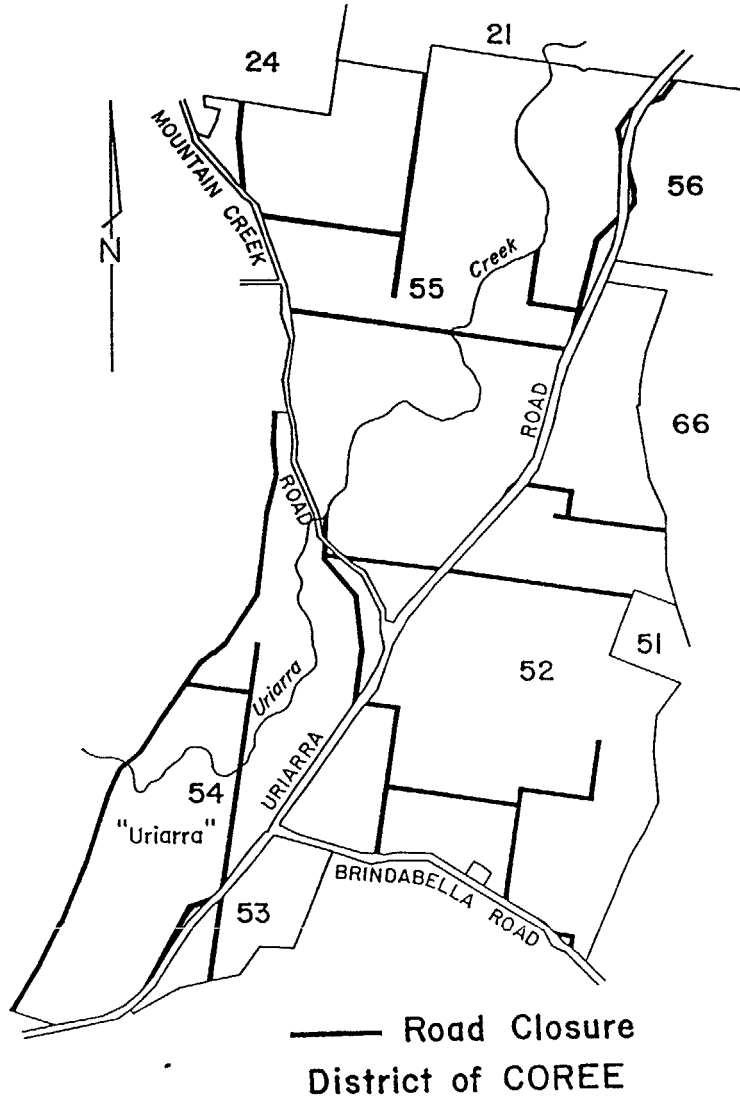 21
24
MOUNTAIN CREEK
56
N
Creek
55
ROAD
66
ROAD
51
52
Uriarra
URIARRA
54
"Uriarra"
BRINDABELLA ROAD
53
Road Closure
District of COREE